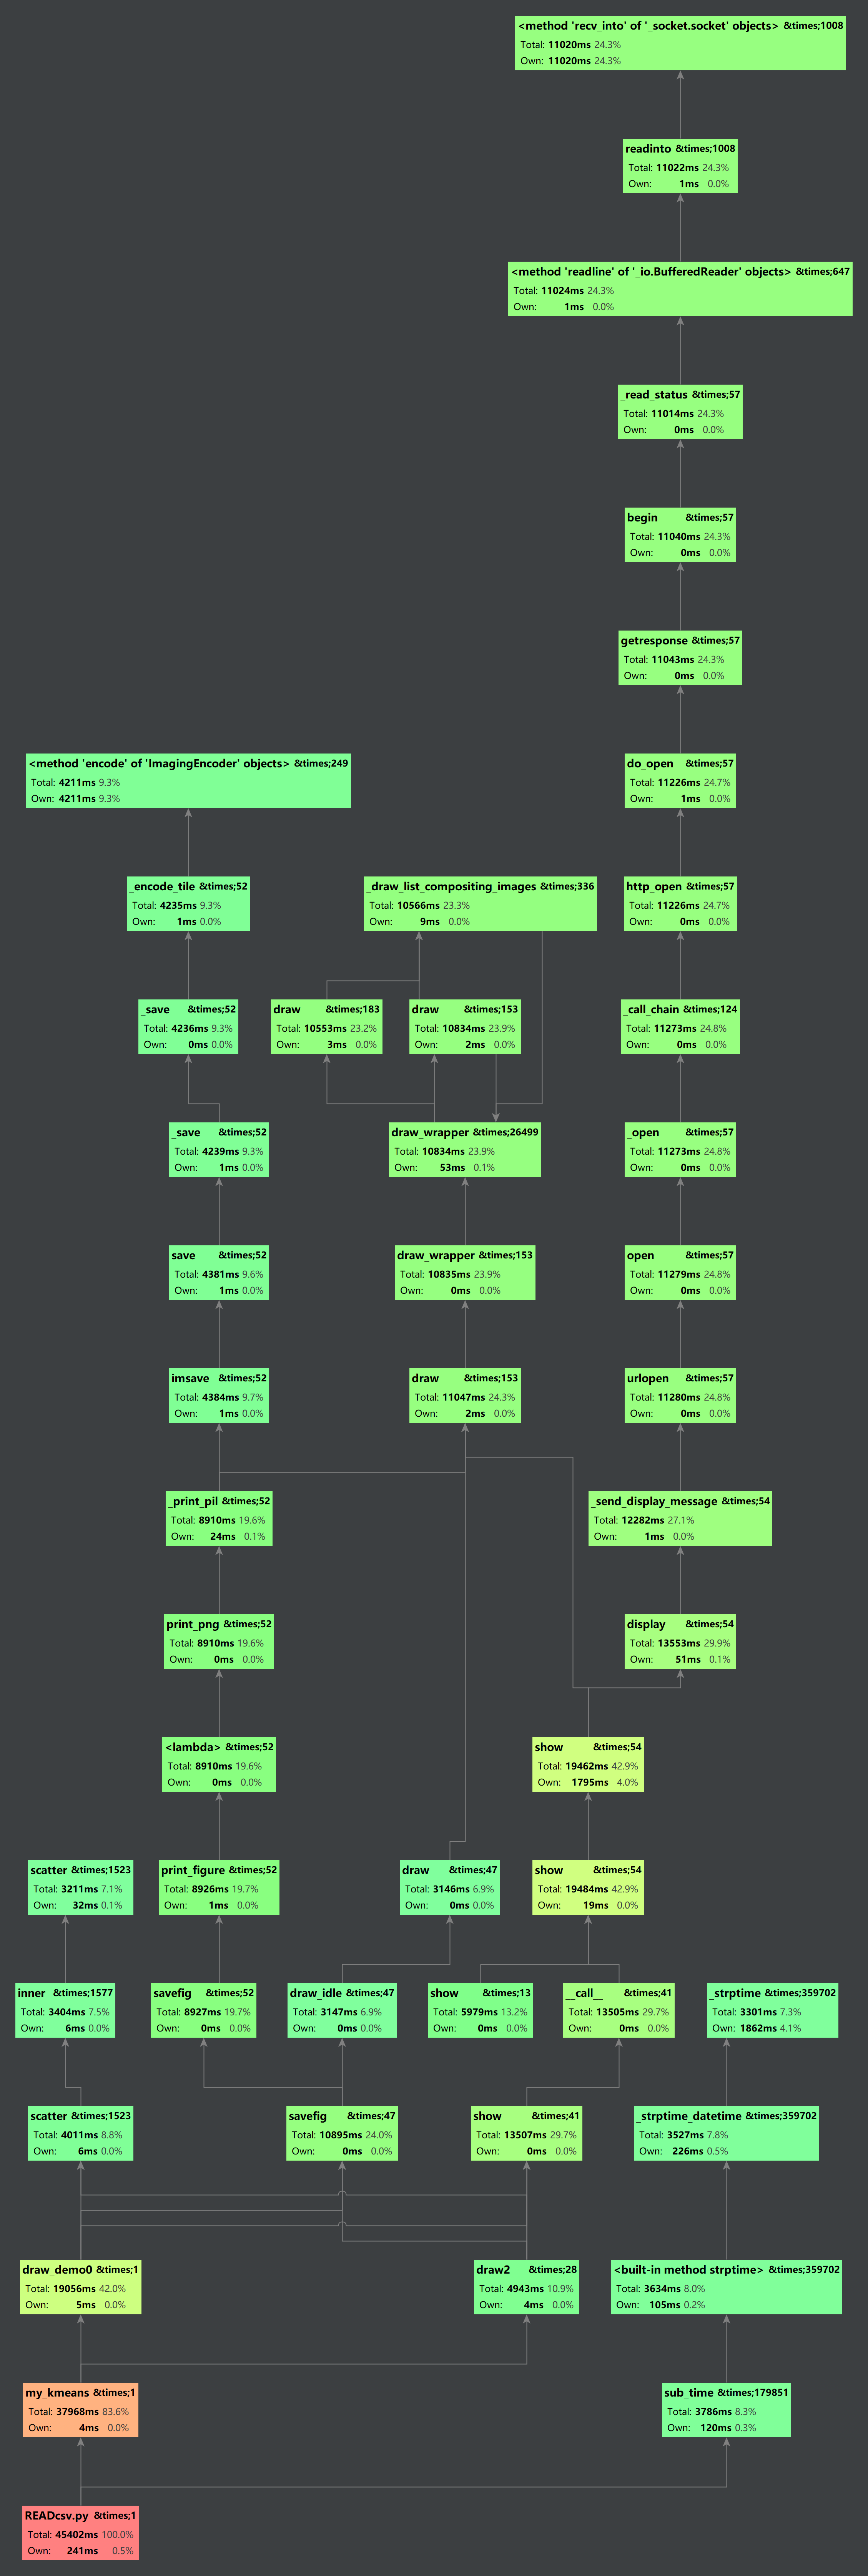 <method 'recv_into' of '_socket.socket' objects> &times;1008
Total: 11020ms 24.3%
Own: 11020ms 24.3%
readinto &times;1008
Total: 11022ms 24.3%
Own: 1ms 0.0%
<method 'readline' of '_io.BufferedReader' objects> &times;647
Total: 11024ms 24.3%
Own: 1ms 0.0%
_read_status &times;57
Total: 11014ms 24.3%
Own: 0ms 0.0%
begin &times;57
Total: 11040ms 24.3%
Own: 0ms 0.0%
getresponse &times;57
Total: 11043ms 24.3%
Own: 0ms 0.0%
<method 'encode' of 'ImagingEncoder' objects> &times;249
Total: 4211ms 9.3%
Own: 4211ms 9.3%
do_open &times;57
Total: 11226ms 24.7%
Own: 1ms 0.0%
_encode_tile &times;52
Total: 4235ms 9.3%
Own: 1ms 0.0%
_draw_list_compositing_images &times;336
Total: 10566ms 23.3%
Own: 9ms 0.0%
http_open &times;57
Total: 11226ms 24.7%
Own: 0ms 0.0%
_save &times;52
Total: 4236ms 9.3%
Own: 0ms 0.0%
draw &times;183
Total: 10553ms 23.2%
Own: 3ms 0.0%
draw &times;153
Total: 10834ms 23.9%
Own: 2ms 0.0%
_call_chain &times;124
Total: 11273ms 24.8%
Own: 0ms 0.0%
_save &times;52
Total: 4239ms 9.3%
Own: 1ms 0.0%
draw_wrapper &times;26499
Total: 10834ms 23.9%
Own: 53ms 0.1%
_open &times;57
Total: 11273ms 24.8%
Own: 0ms 0.0%
save &times;52
Total: 4381ms 9.6%
Own: 1ms 0.0%
draw_wrapper &times;153
Total: 10835ms 23.9%
Own: 0ms 0.0%
open &times;57
Total: 11279ms 24.8%
Own: 0ms 0.0%
imsave &times;52
Total: 4384ms 9.7%
Own: 1ms 0.0%
draw &times;153
Total: 11047ms 24.3%
Own: 2ms 0.0%
urlopen &times;57
Total: 11280ms 24.8%
Own: 0ms 0.0%
_print_pil &times;52
Total: 8910ms 19.6%
Own: 24ms 0.1%
_send_display_message &times;54
Total: 12282ms 27.1%
Own: 1ms 0.0%
print_png &times;52
Total: 8910ms 19.6%
Own: 0ms 0.0%
display &times;54
Total: 13553ms 29.9%
Own: 51ms 0.1%
<lambda> &times;52
Total: 8910ms 19.6%
Own: 0ms 0.0%
show &times;54
Total: 19462ms 42.9%
Own: 1795ms 4.0%
scatter &times;1523
Total: 3211ms 7.1%
Own: 32ms 0.1%
print_figure &times;52
Total: 8926ms 19.7%
Own: 1ms 0.0%
draw &times;47
Total: 3146ms 6.9%
Own: 0ms 0.0%
show &times;54
Total: 19484ms 42.9%
Own: 19ms 0.0%
inner &times;1577
Total: 3404ms 7.5%
Own: 6ms 0.0%
savefig &times;52
Total: 8927ms 19.7%
Own: 0ms 0.0%
draw_idle &times;47
Total: 3147ms 6.9%
Own: 0ms 0.0%
show &times;13
Total: 5979ms 13.2%
Own: 0ms 0.0%
__call__ &times;41
Total: 13505ms 29.7%
Own: 0ms 0.0%
_strptime &times;359702
Total: 3301ms 7.3%
Own: 1862ms 4.1%
scatter &times;1523
Total: 4011ms 8.8%
Own: 6ms 0.0%
savefig &times;47
Total: 10895ms 24.0%
Own: 0ms 0.0%
show &times;41
Total: 13507ms 29.7%
Own: 0ms 0.0%
_strptime_datetime &times;359702
Total: 3527ms 7.8%
Own: 226ms 0.5%
draw_demo0 &times;1
Total: 19056ms 42.0%
Own: 5ms 0.0%
draw2 &times;28
Total: 4943ms 10.9%
Own: 4ms 0.0%
<built-in method strptime> &times;359702
Total: 3634ms 8.0%
Own: 105ms 0.2%
my_kmeans &times;1
Total: 37968ms 83.6%
Own: 4ms 0.0%
sub_time &times;179851
Total: 3786ms 8.3%
Own: 120ms 0.3%
READcsv.py &times;1
Total: 45402ms 100.0%
Own: 241ms 0.5%